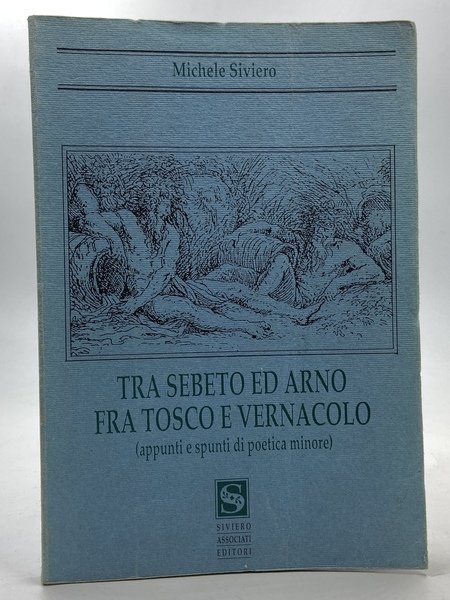 Michele Siviero
TRA SEBETO ED ARNO
FRA TOSCO E VERNACOLO
(appunti e spunti di poetica minore)
S
SIVIERO
ASSOCIATI
EDITORI